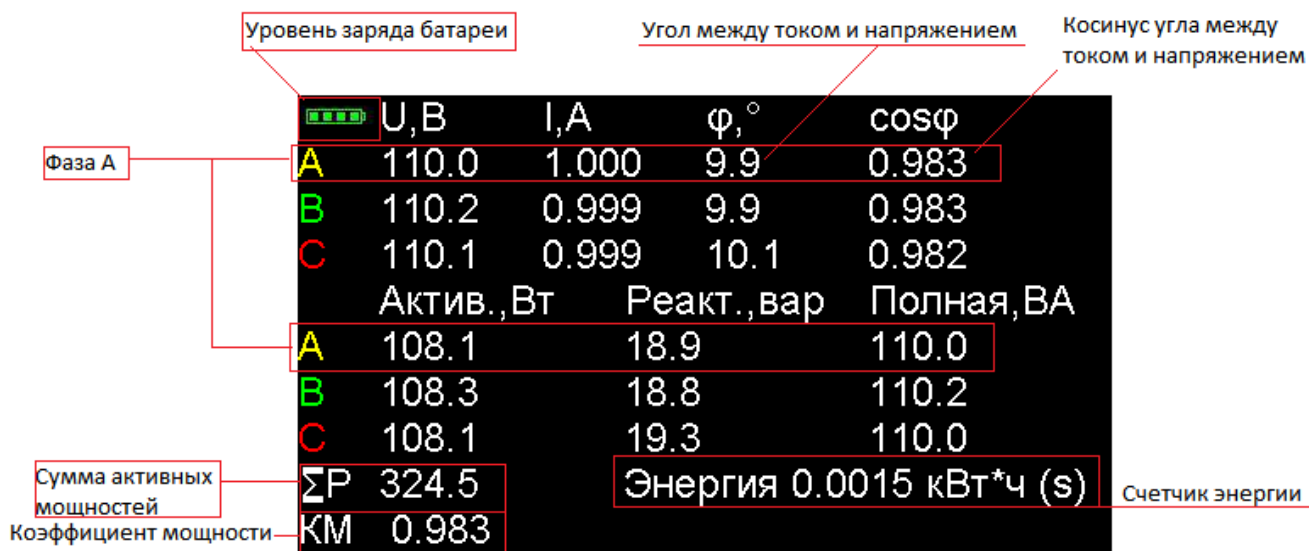 Уровень заряда батареи
Угол между током и напряжением
Косинус угла между
током и напряжением
U,В I,А φ,° cosφ
Фаза А
A 110.0 1.000 9.9 0.983
B 110.2 0.999 9.9 0.983
C 110.1 0.999 10.1 0.982
Актив.,Вт Реакт.,вар Полная,ВА
A 108.1 18.9 110.0
B 108.3 18.8 110.2
C 108.1 19.3 110.0
Сумма активных
мощностей
ΣP 324.5 Энергия 0.0015 кВт*ч (s)
Счетчик энергии
Коэффициент мощности
КМ 0.983